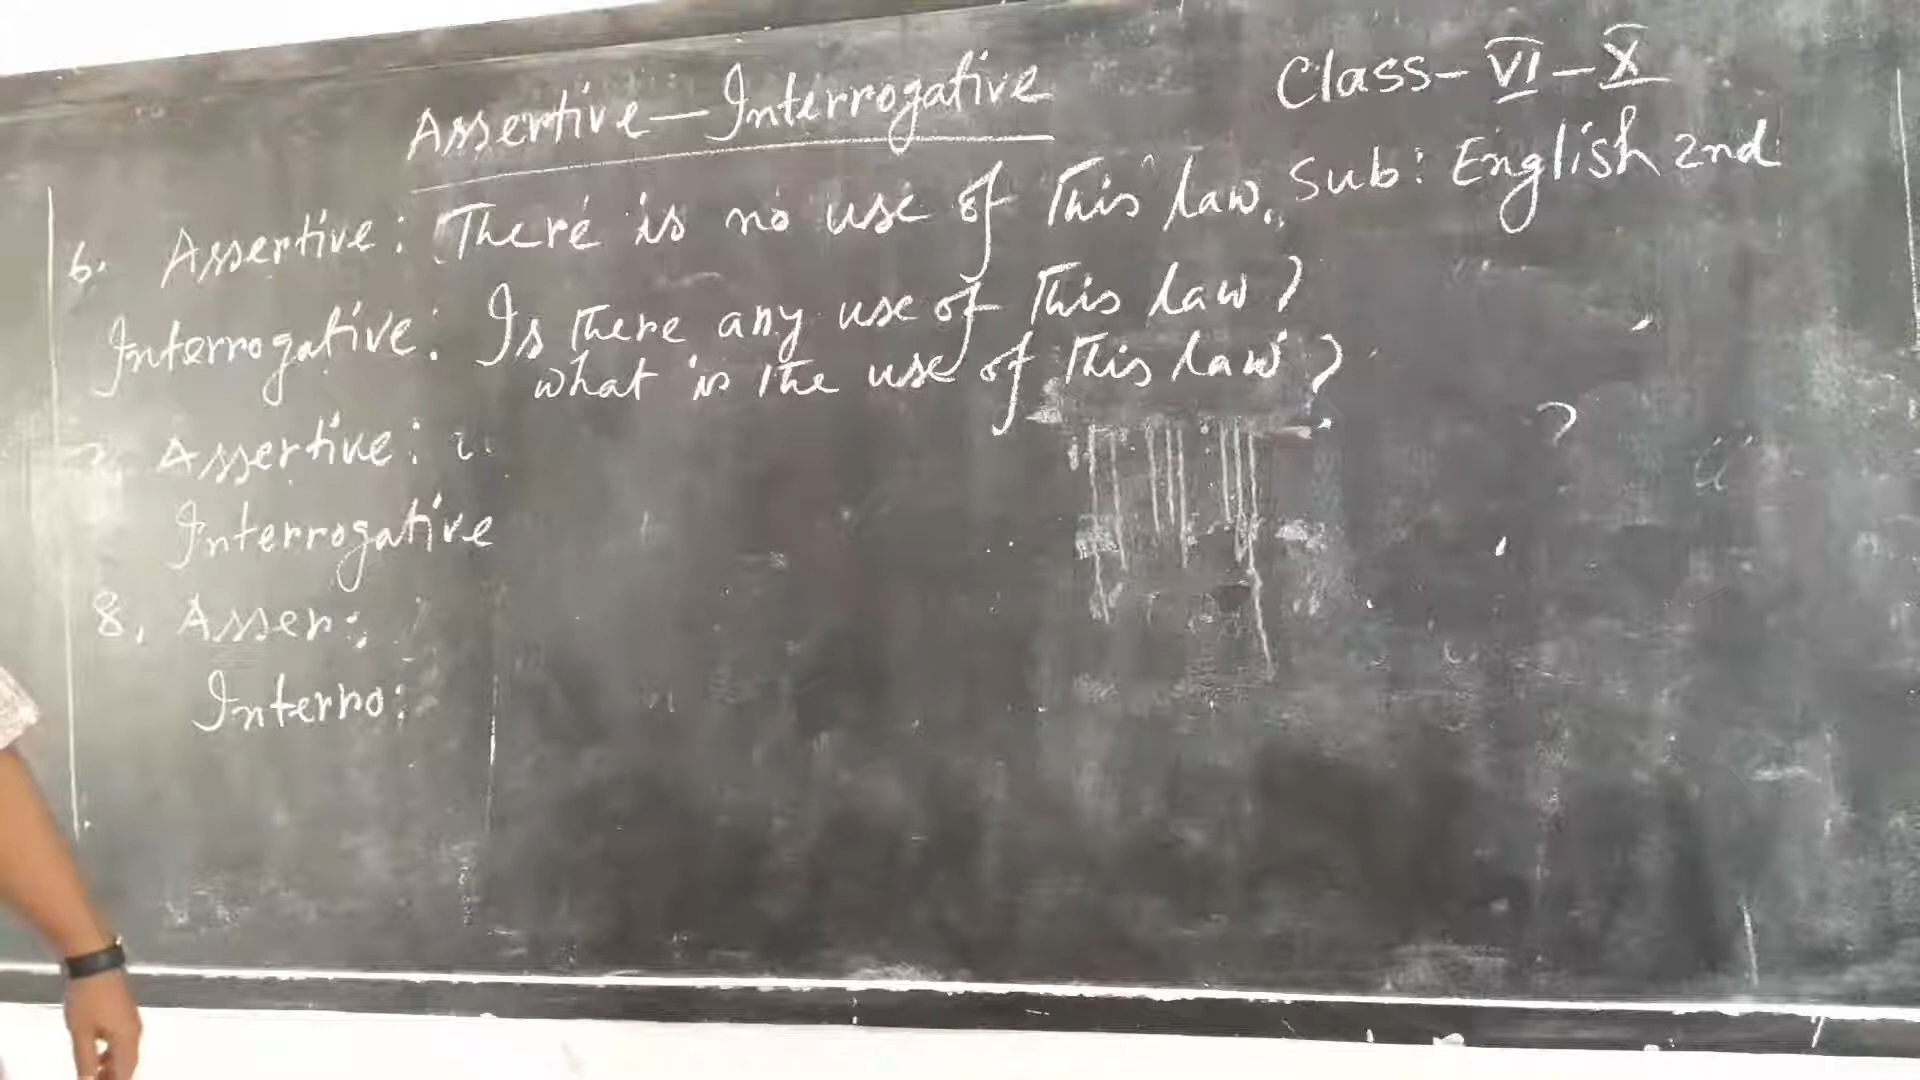 Assertive-Interrogative
Class-VI-X
Sub: English 2nd
6. Assertive: There is no use of this law.
Interrogative: Is there any use of this law?
what is the use of this law?
Assertive:
Interrogative
8. Asser:
Interro: